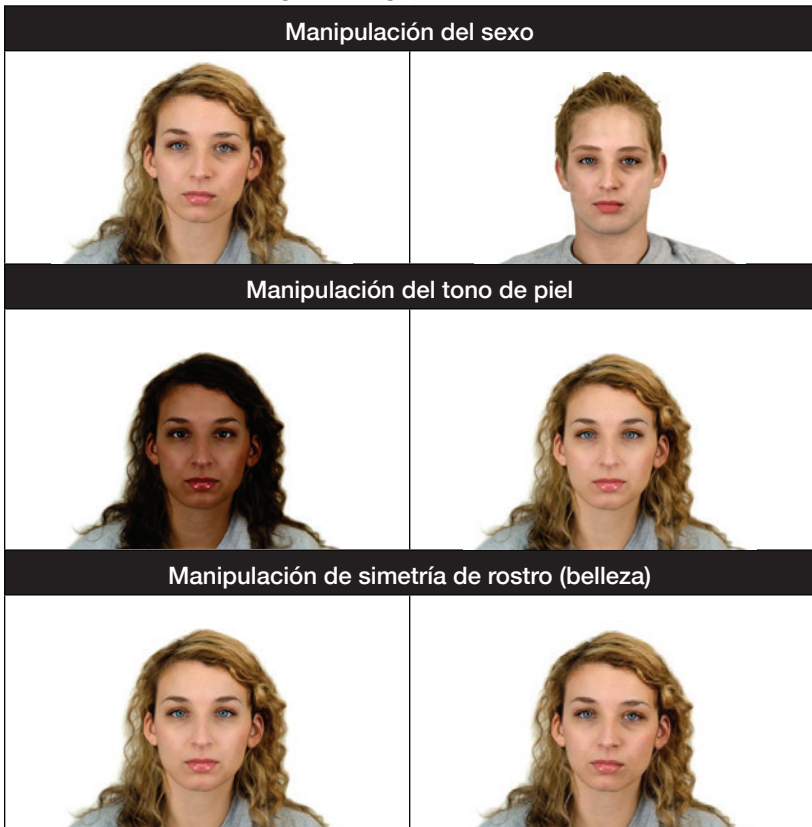 Manipulación del sexo
Manipulación del tono de piel
Manipulación de simetría de rostro (belleza)